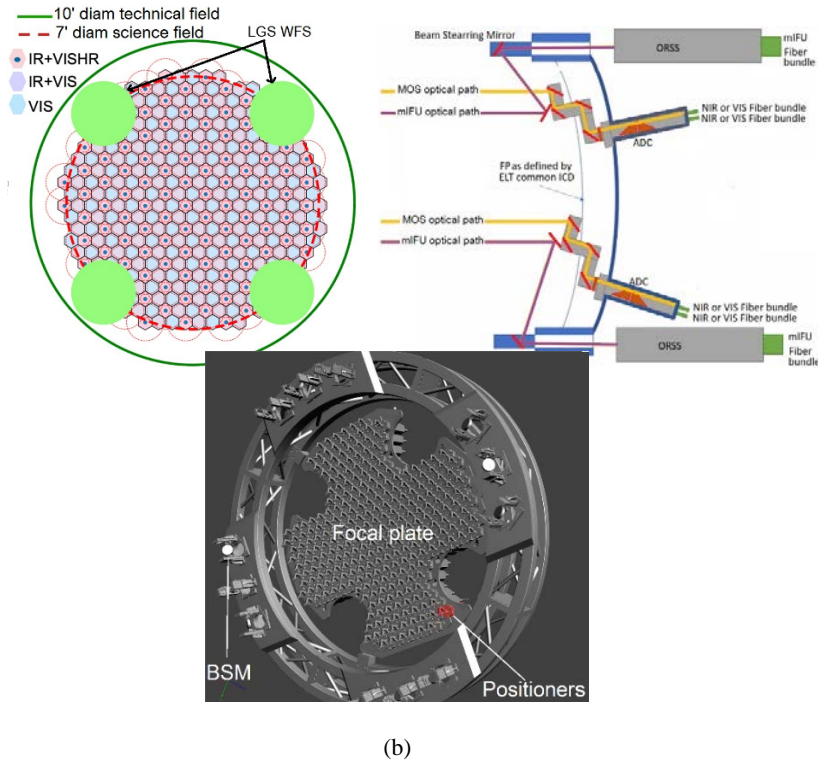 10' diam technical field
7' diam science field
LGS WFS
IR+VISHR
IR+VIS
VIS
Beam Stearring Mirror
ORSS
mIFU
Fiber
bundle
MOS optical path
mIFU optical path
NIR or VIS Fiber bundle
NIR or VIS Fiber bundle
ADC
FP as defined by
ELT common ICD
MOS optical path
mIFU optical path
ADC
NIR or VIS Fiber bundle
NIR or VIS Fiber bundle
ORSS
mIFU
Fiber
bundle
Focal plate
BSM
Positioners
(b)